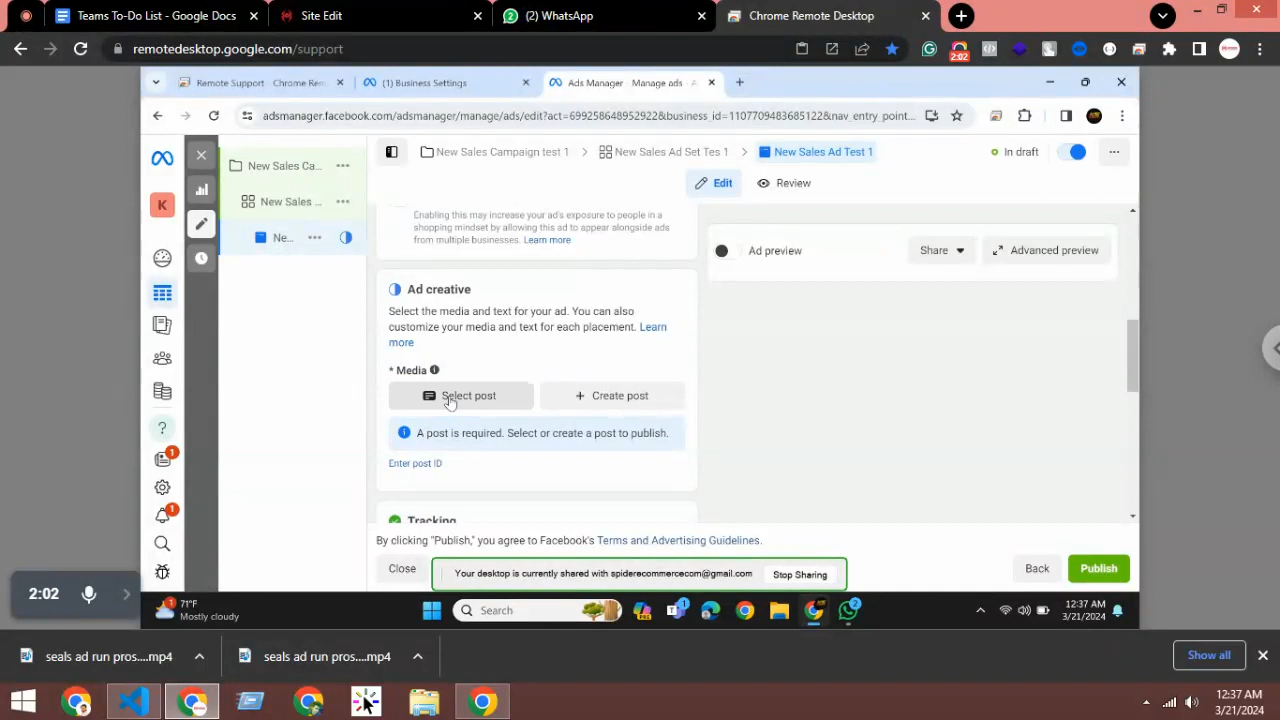 Teams To-Do List - Google Docs
Site Edit
(2) WhatsApp
Chrome Remote Desktop
remotedesktop.google.com/support
2:02
Remote Support - Chrome Rem
(1) Business Settings
Ads Manager - Manage ads - A
adsmanager.facebook.com/adsmanager/manage/ads/edit?act=699258648952922&business_id=1107709483685122&nav_entry_point...
New Sales Ca...
New Sales Campaign test 1
New Sales Ad Set Tes 1
New Sales Ad Test 1
In draft
Edit
Review
K
New Sales ...
Ne...
Enabling this may increase your ad's exposure to people in a
shopping mindset by allowing this ad to appear alongside ads
from multiple businesses. Learn more
Ad preview
Share
Advanced preview
Ad creative
Select the media and text for your ad. You can also
customize your media and text for each placement. Learn
more
* Media
Select post
+ Create post
A post is required. Select or create a post to publish.
Enter post ID
Tracking
1
1
By clicking "Publish," you agree to Facebook's Terms and Advertising Guidelines.
Close
Your desktop is currently shared with spiderecommercecom@gmail.com
Stop Sharing
Back
Publish
2:02
71°F
Mostly cloudy
Search
12:37 AM
3/21/2024
seals ad run pros....mp4
seals ad run pros....mp4
Show all
12:37 AM
3/21/2024